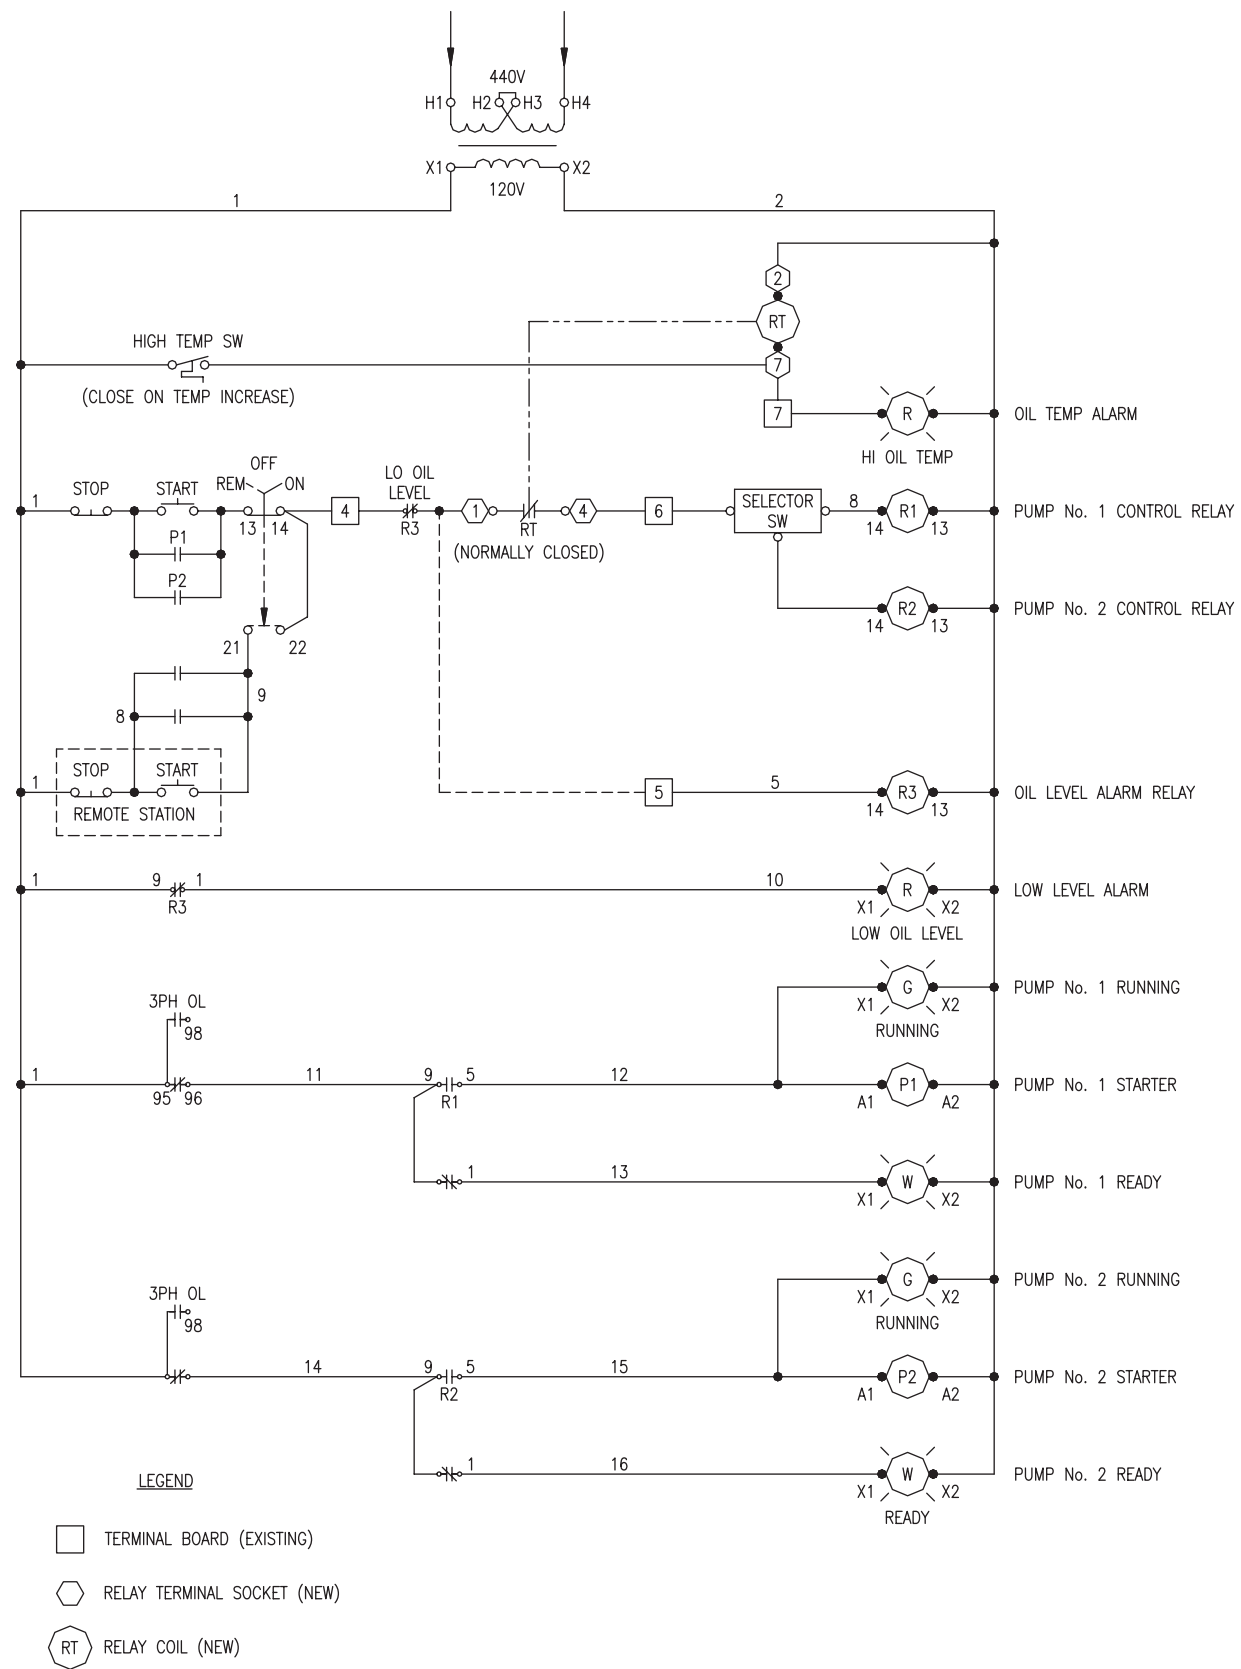 440V
H1 H2 H3 H4
X1 X2
120V
1 2
2
RT
HIGH TEMP SW
7
(CLOSE ON TEMP INCREASE)
7 R OIL TEMP ALARM
HI OIL TEMP
OFF
REM ON
LO OIL
LEVEL
1 STOP START 13 14 4 R3 1 RT 4 6 SELECTOR
SW 8 14 R1 13 PUMP No. 1 CONTROL RELAY
(NORMALLY CLOSED)
P1
P2
14 R2 13 PUMP No. 2 CONTROL RELAY
21 22
9
8
1 STOP START 5 5 14 R3 13 OIL LEVEL ALARM RELAY
REMOTE STATION
1 9 1 10 R LOW LEVEL ALARM
R3 X1 X2
LOW OIL LEVEL
G PUMP No. 1 RUNNING
X1 X2
RUNNING
3PH OL
98
1 11 9 5 12 P1 PUMP No. 1 STARTER
95 96 R1 A1 A2
1 13 W PUMP No. 1 READY
X1 X2
G PUMP No. 2 RUNNING
X1 X2
RUNNING
3PH OL
98
14 9 5 15 P2 PUMP No. 2 STARTER
R2 A1 A2
1 16 W PUMP No. 2 READY
X1 X2
READY
LEGEND
TERMINAL BOARD (EXISTING)
RELAY TERMINAL SOCKET (NEW)
RT RELAY COIL (NEW)